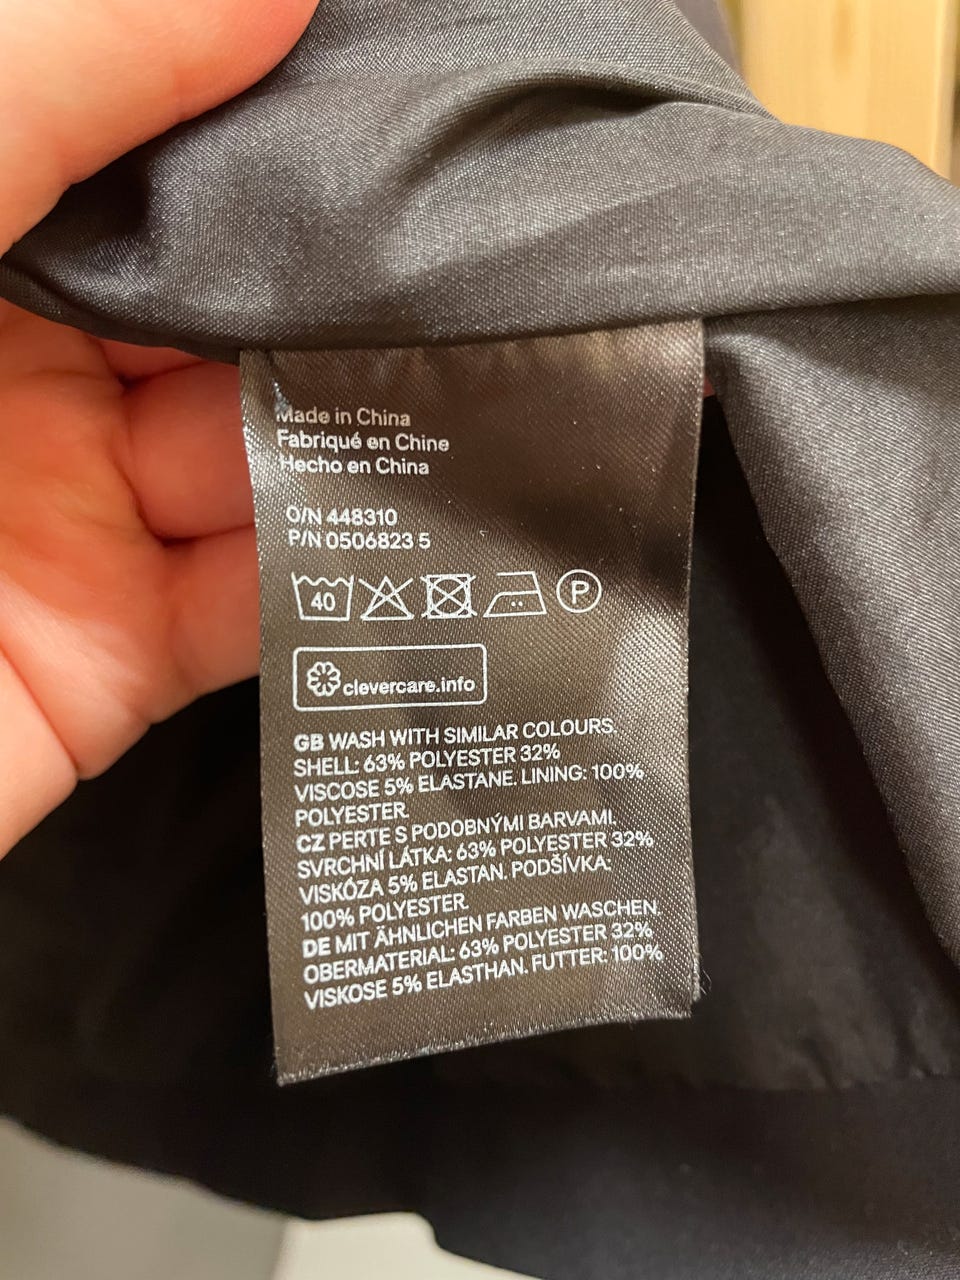 Made in China
Fabriqué en Chine
Hecho en China
O/N 448310
P/N 0506823 5
40 P
clevercare.info
GB WASH WITH SIMILAR COLOURS.
SHELL: 63% POLYESTER 32%
VISCOSE 5% ELASTANE. LINING: 100%
POLYESTER.
CZ PERTE S PODOBNÝMI BARVAMI.
SVRCHNÍ LÁTKA: 63% POLYESTER 32%
VISKÓZA 5% ELASTAN. PODŠÍVKA:
100% POLYESTER.
DE MIT ÄHNLICHEN FARBEN WASCHEN.
OBERMATERIAL: 63% POLYESTER 32%
VISKOSE 5% ELASTHAN. FUTTER: 100%